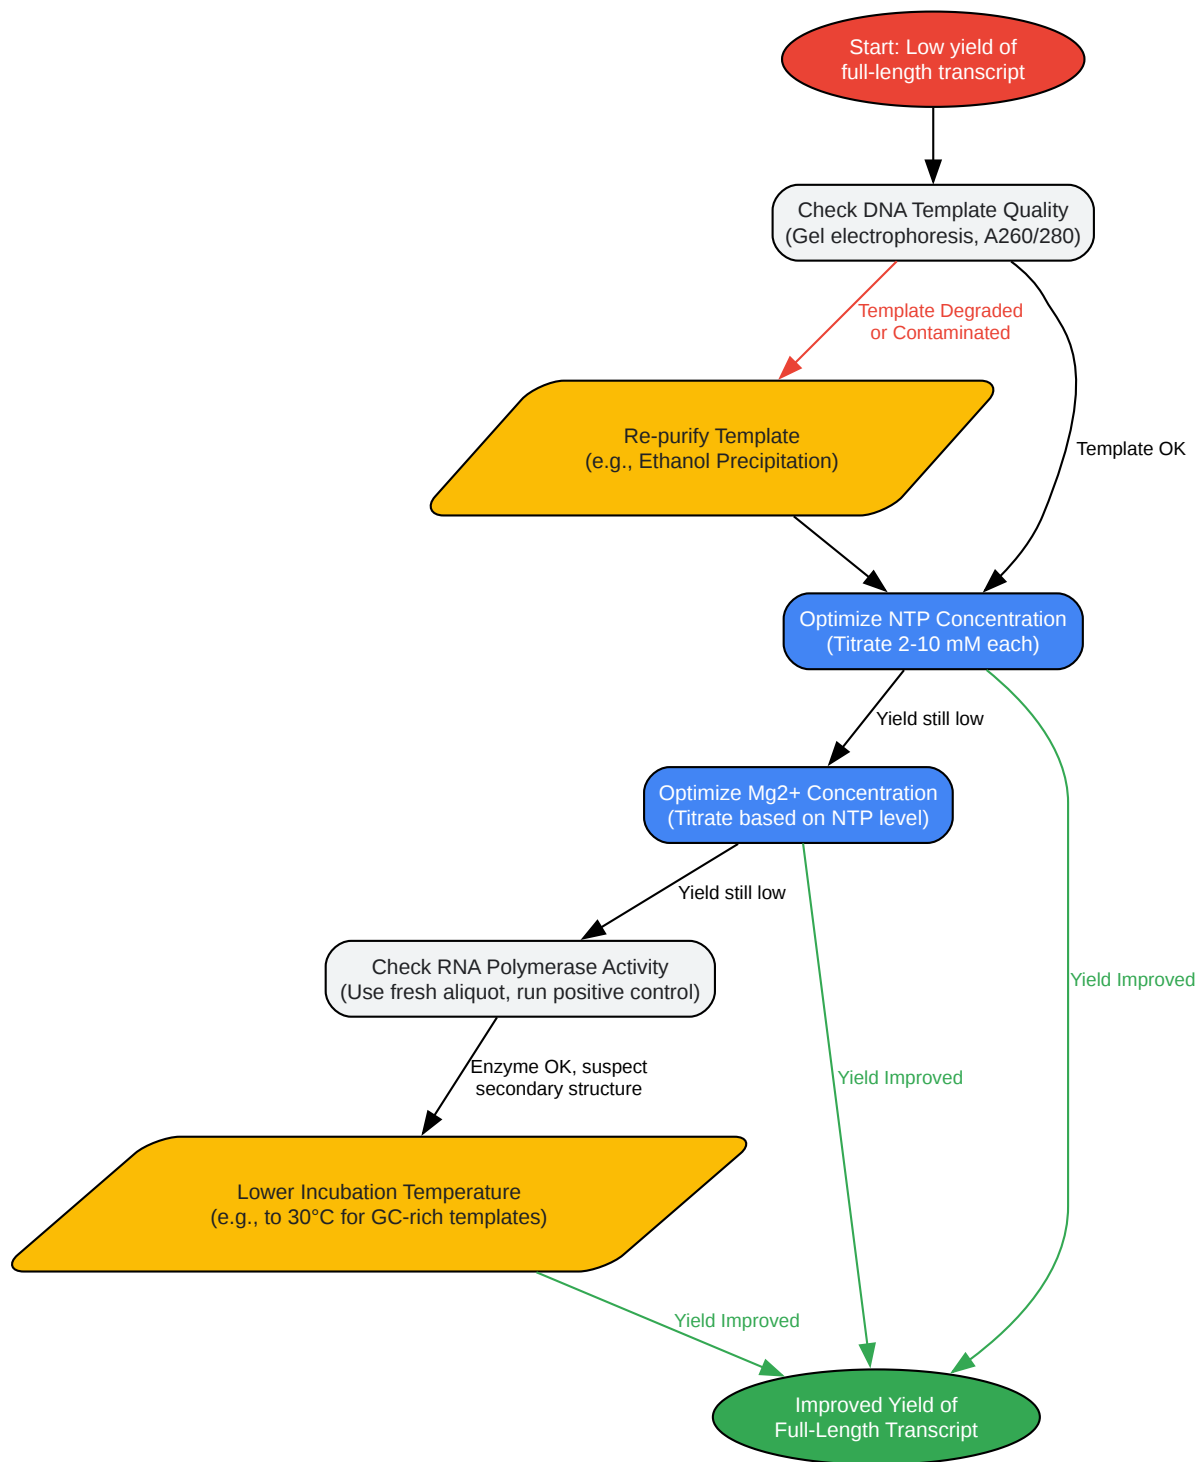 Start: Low yield of
full-length transcript
Check DNA Template Quality
(Gel electrophoresis, A260/280)
Template Degraded
or Contaminated
Re-purify Template
(e.g., Ethanol Precipitation)
Template OK
Optimize NTP Concentration
(Titrate 2-10 mM each)
Yield still low
Optimize Mg2+ Concentration
(Titrate based on NTP level)
Yield still low
Check RNA Polymerase Activity
(Use fresh aliquot, run positive control)
Yield Improved
Enzyme OK, suspect
secondary structure
Yield Improved
Lower Incubation Temperature
(e.g., to 30°C for GC-rich templates)
Yield Improved
Improved Yield of
Full-Length Transcript